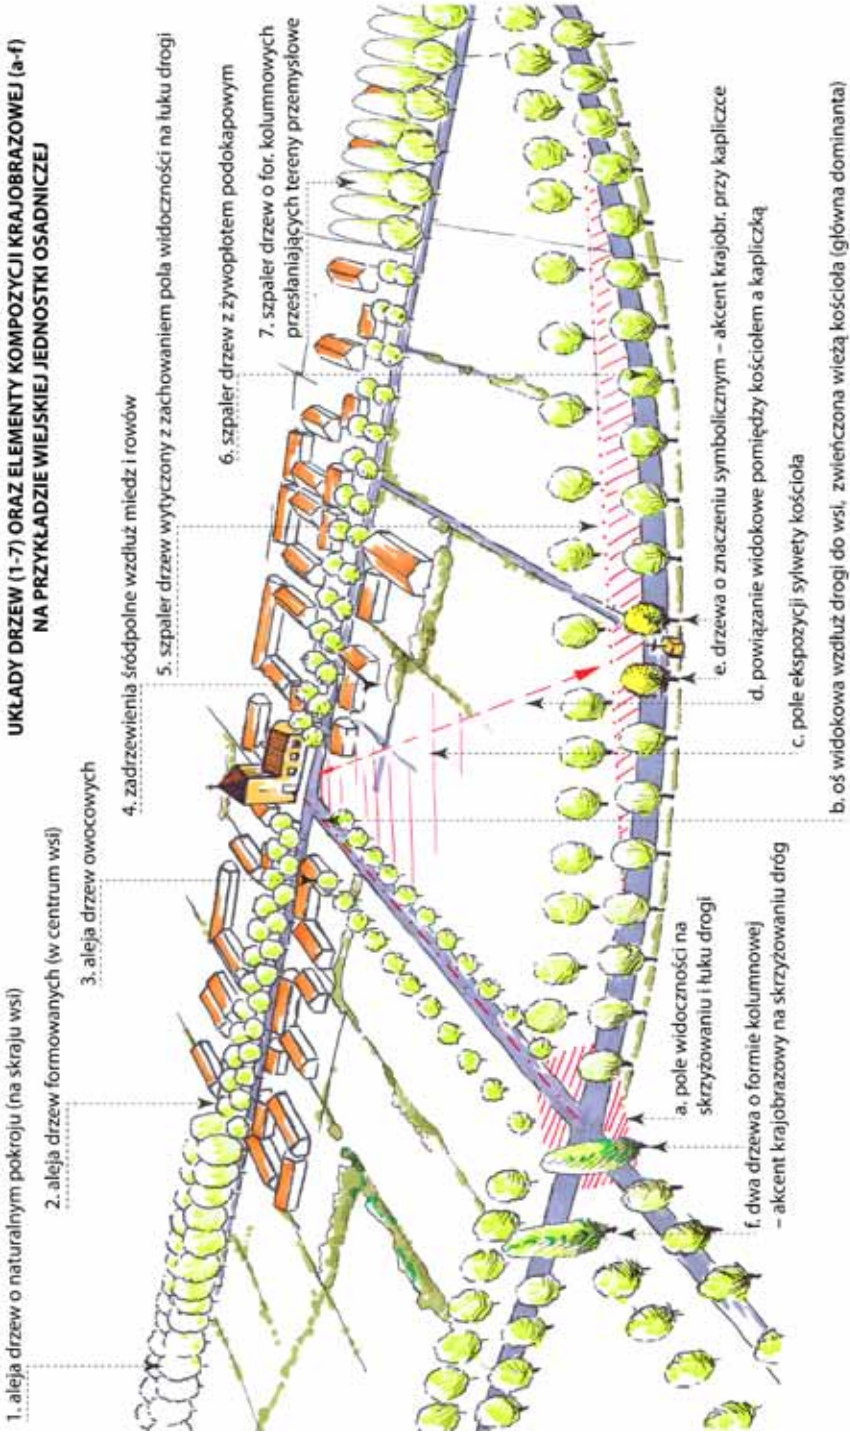 UKŁADY DRZEW (1-7) ORAZ ELEMENTY KOMPOZYCJI KRAJOBRAZOWEJ (a-f)
NA PRZYKŁADZIE WIEJSKIEJ JEDNOSTKI OSADNICZEJ
1. aleja drzew o naturalnym pokroju (na skraju wsi)
2. aleja drzew formowanych (w centrum wsi)
3. aleja drzew owocowych
4. zadrzewienia śródpolne wzdłuż miedz i rowów
5. szpaler drzew wytyczony z zachowaniem pola widoczności na łuku drogi
6. szpaler drzew z żywopłotem podokapowym
7. szpaler drzew o for. kolumnowych
przesłaniających tereny przemysłowe
a. pole widoczności na
skrzyżowaniu i łuku drogi
f. dwa drzewa o formie kolumnowej
– akcent krajobrazowy na skrzyżowaniu dróg
e. drzewa o znaczeniu symbolicznym – akcent krajobr. przy kapliczce
d. powiązanie widokowe pomiędzy kościołem a kapliczką
c. pole ekspozycji sylwety kościoła
b. oś widokowa wzdłuż drogi do wsi, zwieńczona wieżą kościoła (główna dominanta)